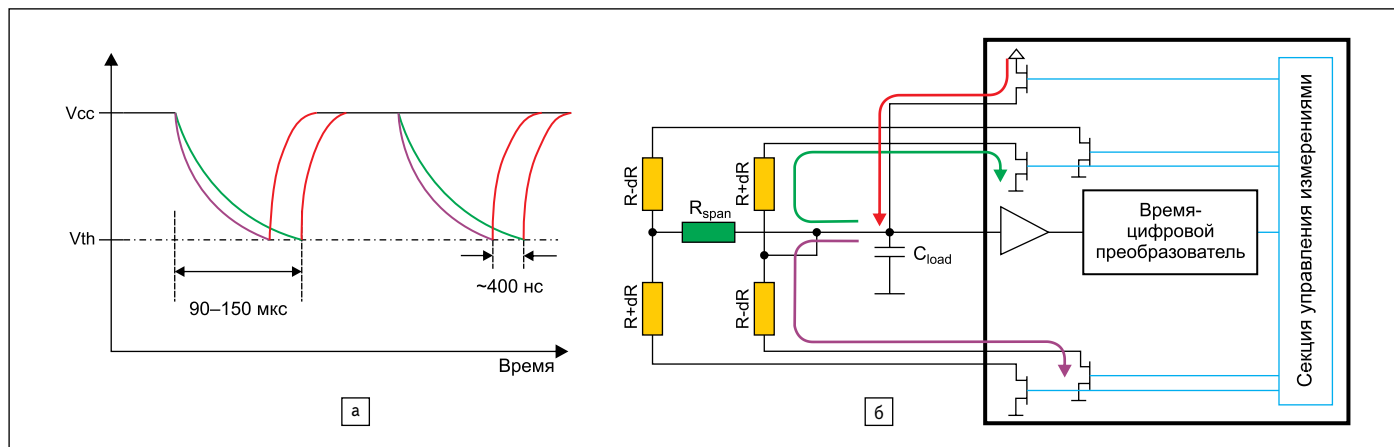 Vcc
Vth
90–150 мкс
~400 нс
Время
а
R-dR
R+dR
R+dR
R-dR
Rspan
Cload
Время-
цифровой
преобразователь
Секция управления измерениями
б